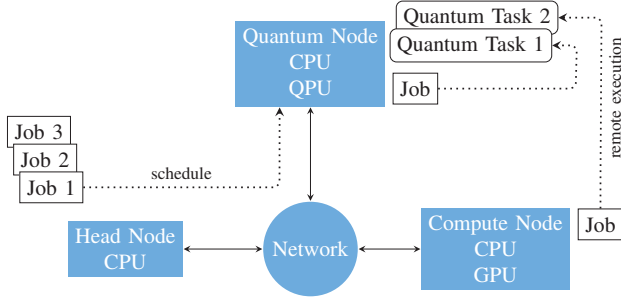 Quantum Task 2
Quantum Task 1
Quantum Node
CPU
QPU
Job
remote execution
Job 3
Job 2
Job 1
schedule
Head Node
CPU
Network
Compute Node
CPU
GPU
Job